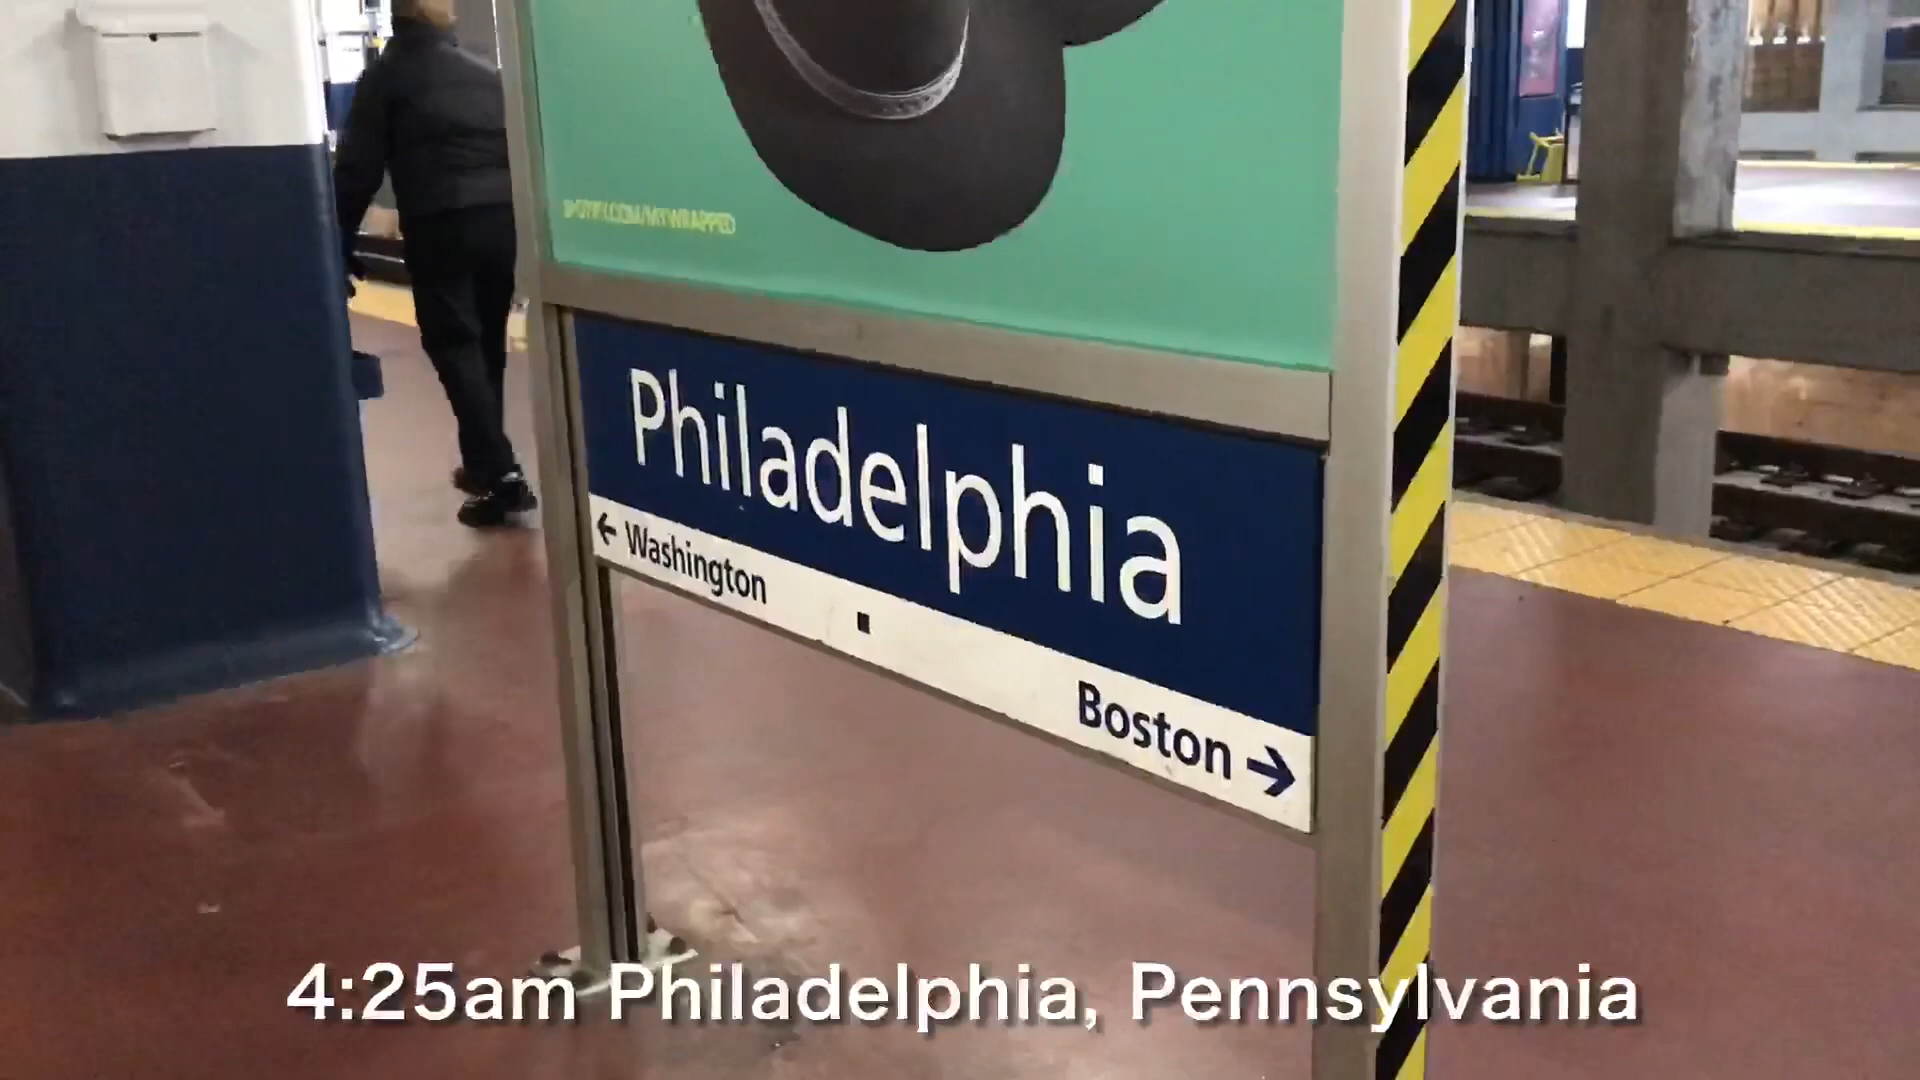 SPOTIFY.COM/MYWRAPPED
Philadelphia
← Washington
Boston →
4:25am Philadelphia, Pennsylvania